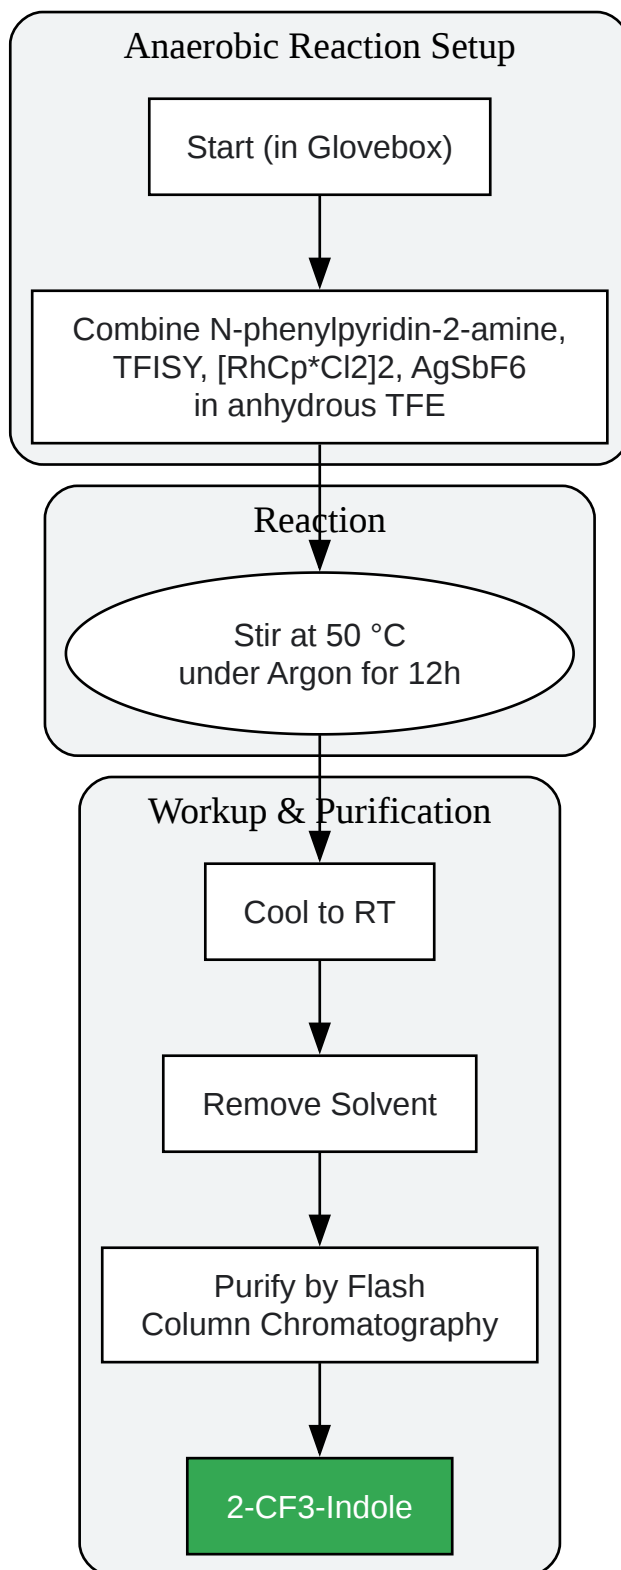 Anaerobic Reaction Setup
Start (in Glovebox)
Combine N-phenylpyridin-2-amine,
TFISY, [RhCp*Cl2]2, AgSbF6
in anhydrous TFE
Reaction
Stir at 50 °C
under Argon for 12h
Workup & Purification
Cool to RT
Remove Solvent
Purify by Flash
Column Chromatography
2-CF3-Indole